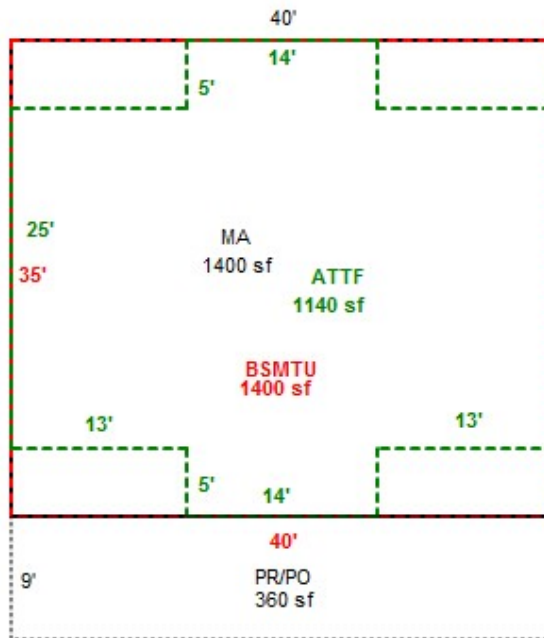 40'
14'
5'
25'
MA
1400 sf
35'
ATTF
1140 sf
BSMTU
1400 sf
13'
13'
5'
14'
40'
9'
PR/PO
360 sf